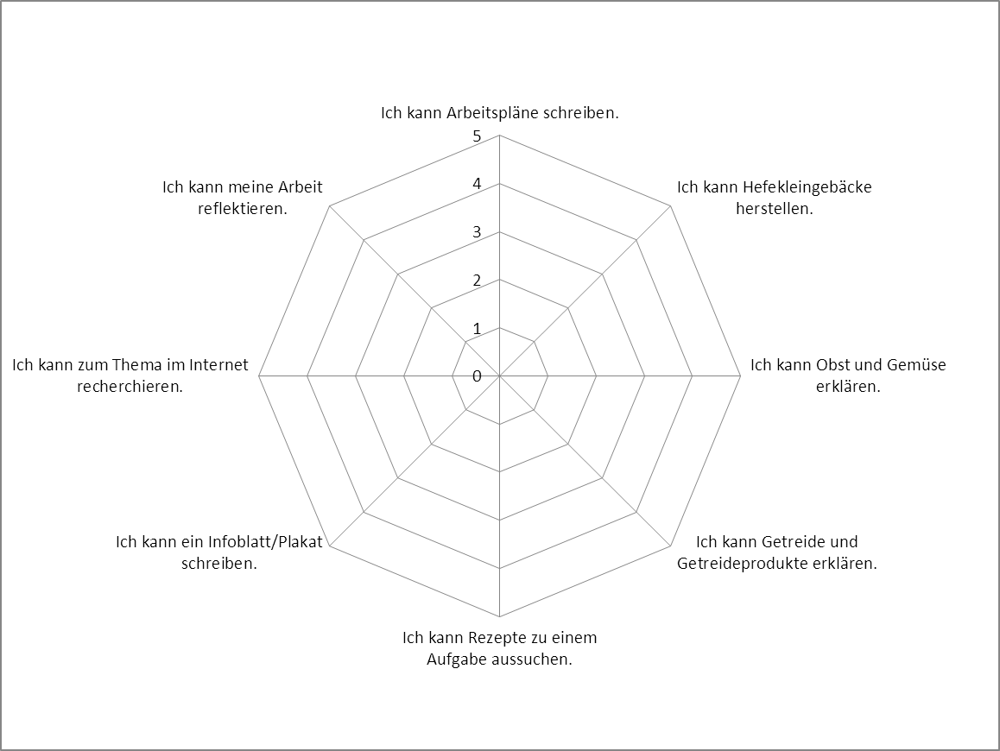 Ich kann Arbeitspläne schreiben.
5
4
3
2
1
0
Ich kann Hefekleingebäcke
herstellen.
Ich kann Obst und Gemüse
erklären.
Ich kann Getreide und
Getreideprodukte erklären.
Ich kann Rezepte zu einem
Aufgabe aussuchen.
Ich kann ein Infoblatt/Plakat
schreiben.
Ich kann zum Thema im Internet
recherchieren.
Ich kann meine Arbeit
reflektieren.